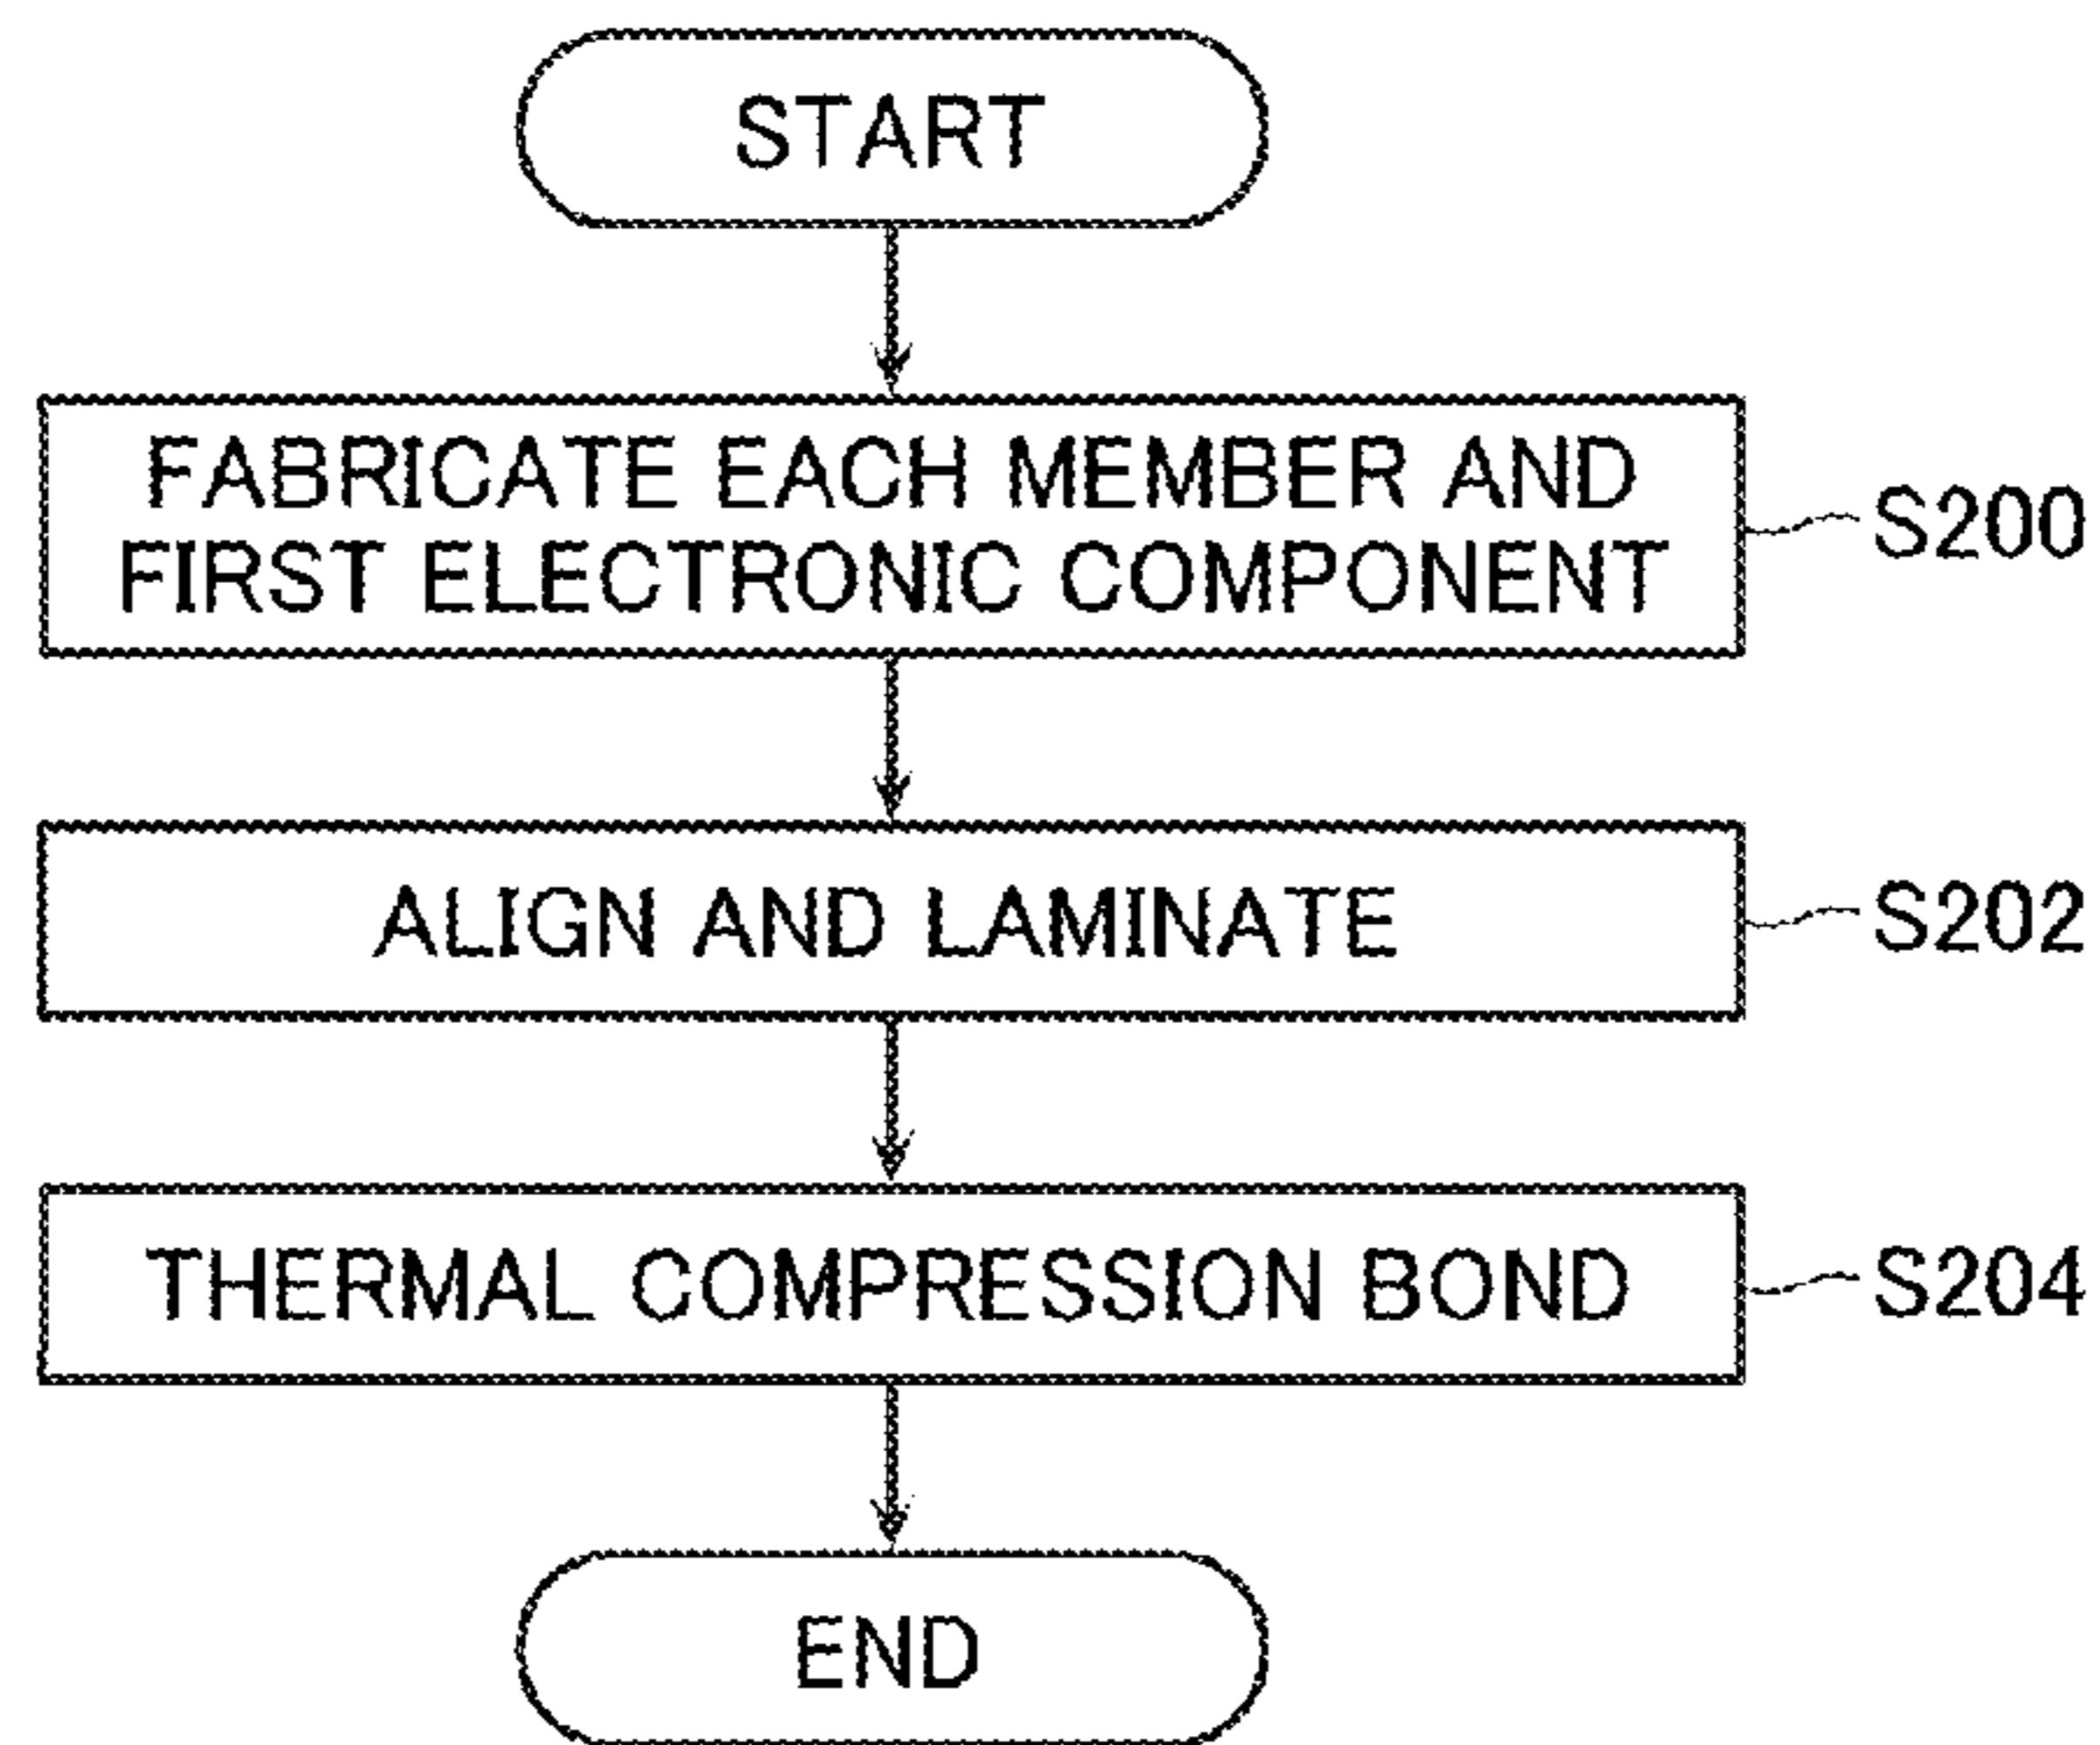 START
FABRICATE EACH MEMBER AND
FIRST ELECTRONIC COMPONENT
S200
ALIGN AND LAMINATE
S202
THERMAL COMPRESSION BOND
S204
END